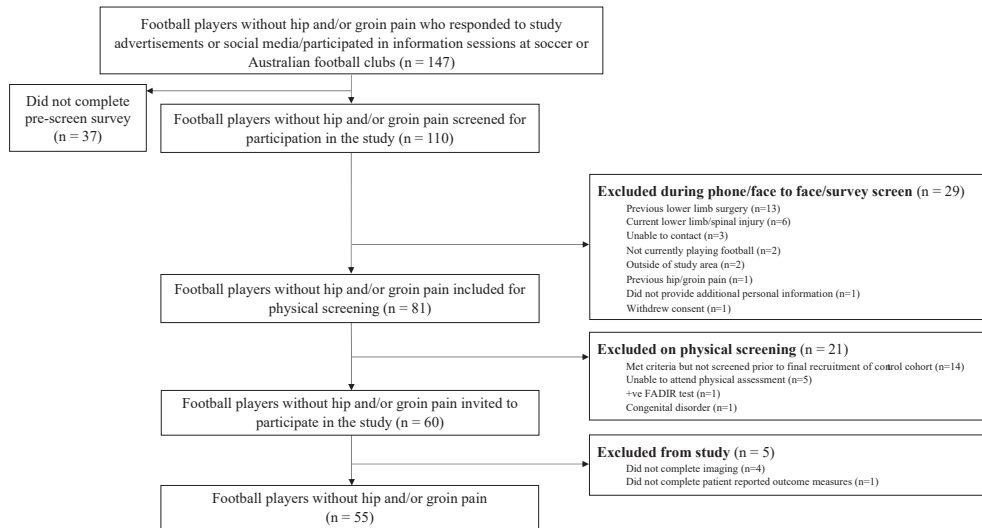 Football players without hip and/or groin pain who responded to study
advertisements or social media/participated in information sessions at soccer or
Australian football clubs (n = 147)
Did not complete
pre-screen survey
(n = 37)
Football players without hip and/or groin pain screened for
participation in the study (n = 110)
Excluded during phone/face to face/survey screen (n = 29)
Previous lower limb surgery (n=13)
Current lower limb/spinal injury (n=6)
Unable to contact (n=3)
Not currently playing football (n=2)
Outside of study area (n=2)
Previous hip/groin pain (n=1)
Did not provide additional personal information (n=1)
Withdrew consent (n=1)
Football players without hip and/or groin pain included for
physical screening (n = 81)
Excluded on physical screening (n = 21)
Met criteria but not screened prior to final recruitment of control cohort (n=14)
Unable to attend physical assessment (n=5)
+ve FADIR test (n=1)
Congenital disorder (n=1)
Football players without hip and/or groin pain invited to
participate in the study (n = 60)
Excluded from study (n = 5)
Did not complete imaging (n=4)
Did not complete patient reported outcome measures (n=1)
Football players without hip and/or groin pain
(n = 55)